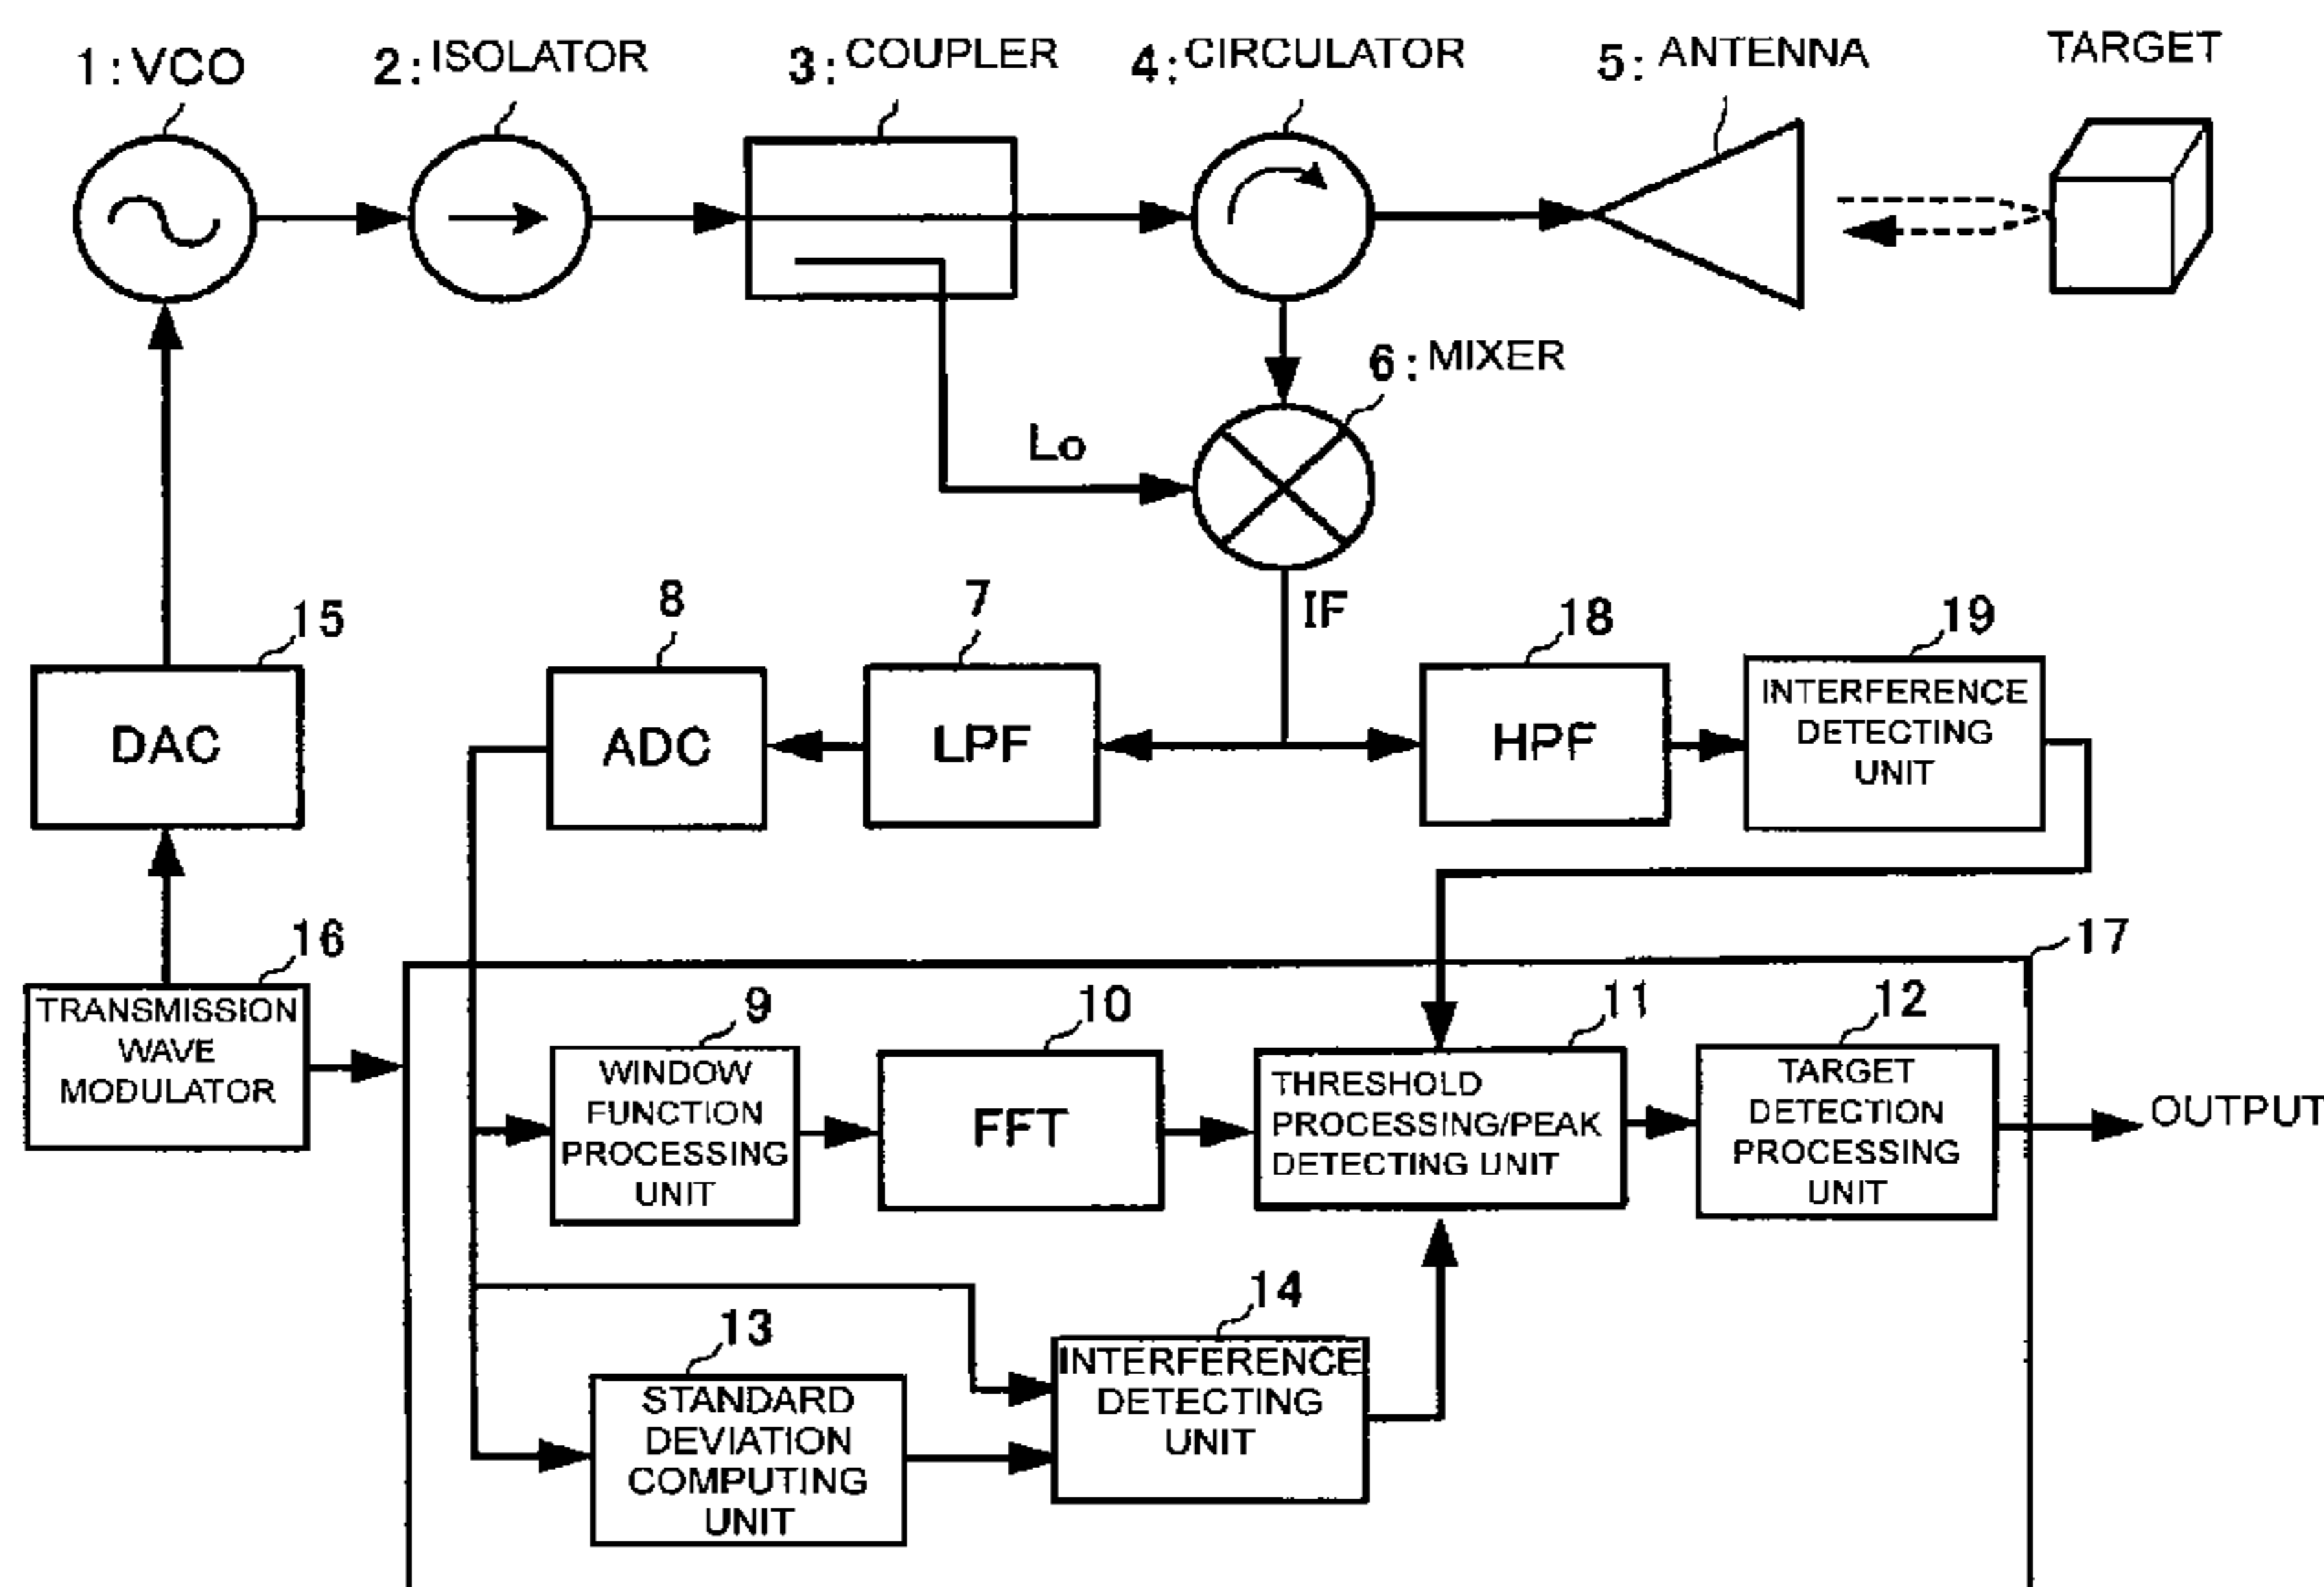 1: VCO
2: ISOLATOR
3: COUPLER
4: CIRCULATOR
5: ANTENNA
TARGET
6: MIXER
Lo
IF
15
DAC
8
ADC
7
LPF
18
HPF
19
INTERFERENCE
DETECTING
UNIT
16
TRANSMISSION
WAVE
MODULATOR
17
9
WINDOW
FUNCTION
PROCESSING
UNIT
10
FFT
11
THRESHOLD
PROCESSING/PEAK
DETECTING UNIT
12
TARGET
DETECTION
PROCESSING
UNIT
OUTPUT
13
STANDARD
DEVIATION
COMPUTING
UNIT
14
INTERFERENCE
DETECTING
UNIT